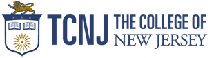 TCNJ THE COLLEGE OF
NEW JERSEY